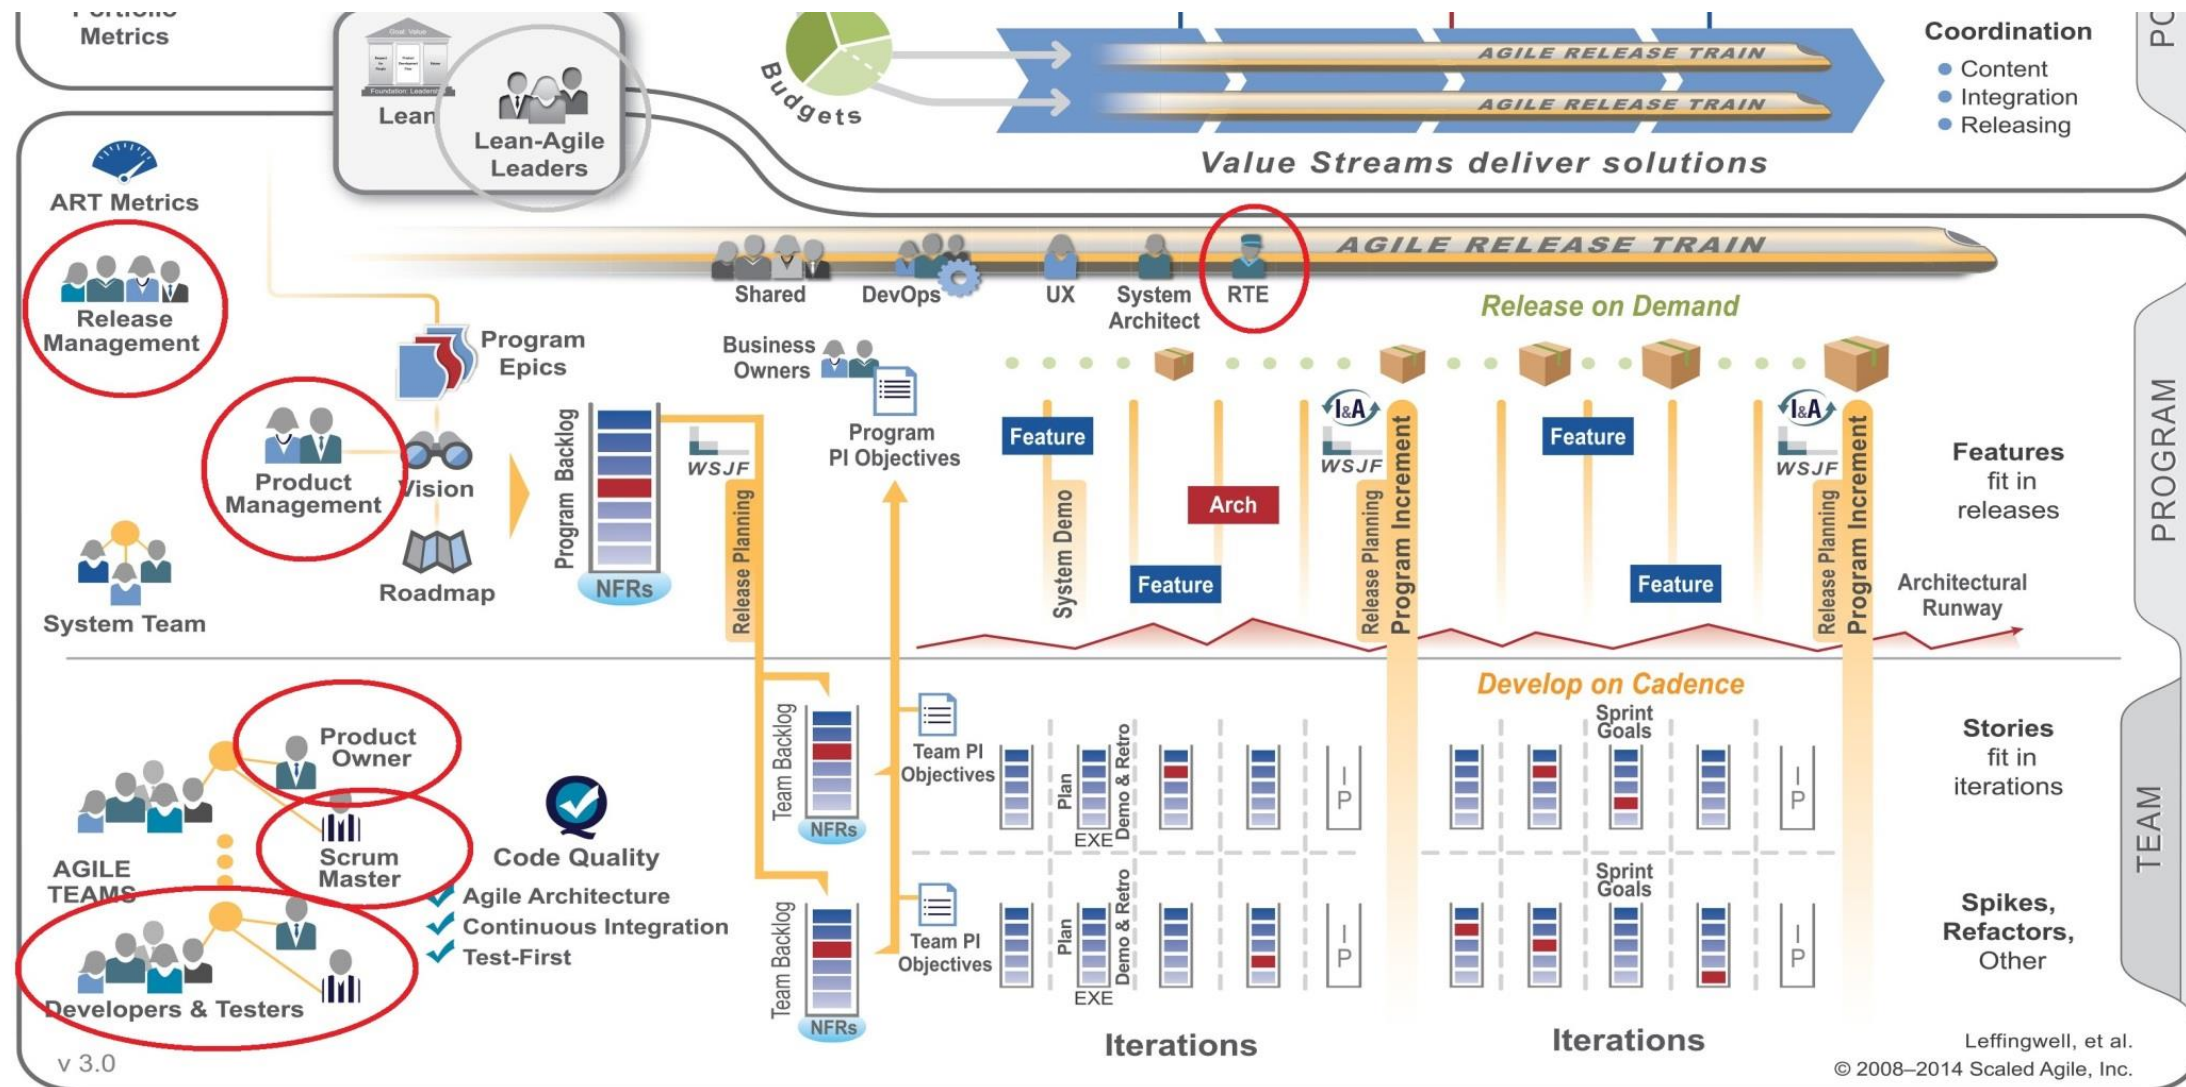 Metrics
Goal: Value
Foundation: Leadership
Lean
Lean-Agile
Leaders
Budgets
AGILE RELEASE TRAIN
AGILE RELEASE TRAIN
Value Streams deliver solutions
Coordination
Content
Integration
Releasing
ART Metrics
Release
Management
Product
Management
System Team
Program
Epics
Vision
Roadmap
Program Backlog
NFRs
WSJF
Release Planning
Shared
DevOps
UX
System
Architect
RTE
AGILE RELEASE TRAIN
Business
Owners
Program
PI Objectives
Release on Demand
Feature
System Demo
Feature
Arch
I&A
WSJF
Release Planning
Program Increment
Feature
Feature
I&A
WSJF
Release Planning
Program Increment
Features
fit in
releases
Architectural
Runway
PROGRAM
Product
Owner
Scrum
Master
AGILE
TEAMS
Developers & Testers
Code Quality
Agile Architecture
Continuous Integration
Test-First
Team Backlog
NFRs
Team Backlog
NFRs
Team PI
Objectives
Team PI
Objectives
Develop on Cadence
Plan
EXE
Demo & Retro
I
P
Sprint
Goals
I
P
Plan
EXE
Demo & Retro
I
P
Sprint
Goals
I
P
Iterations
Iterations
Stories
fit in
iterations
Spikes,
Refactors,
Other
TEAM
v 3.0
Leffingwell, et al.
© 2008–2014 Scaled Agile, Inc.